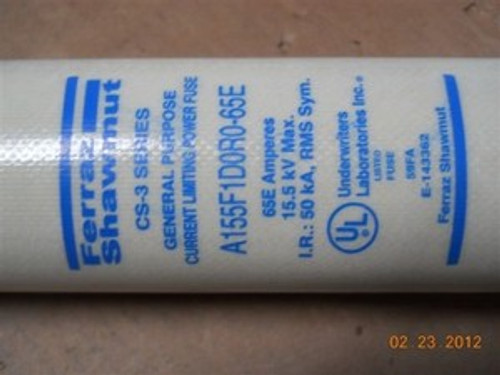 Ferraz
Shawmut
CS-3 SERIES
GENERAL PURPOSE
CURRENT LIMITING POWER FUSE
A155F1D0R0-65E
65E Amperes
15.5 kV Max.
I.R.: 50 kA, RMS Sym.
UL
Underwriters
Laboratories Inc.
LISTED
FUSE
59FA
E-143362
Ferraz Shawmut
02.23.2012